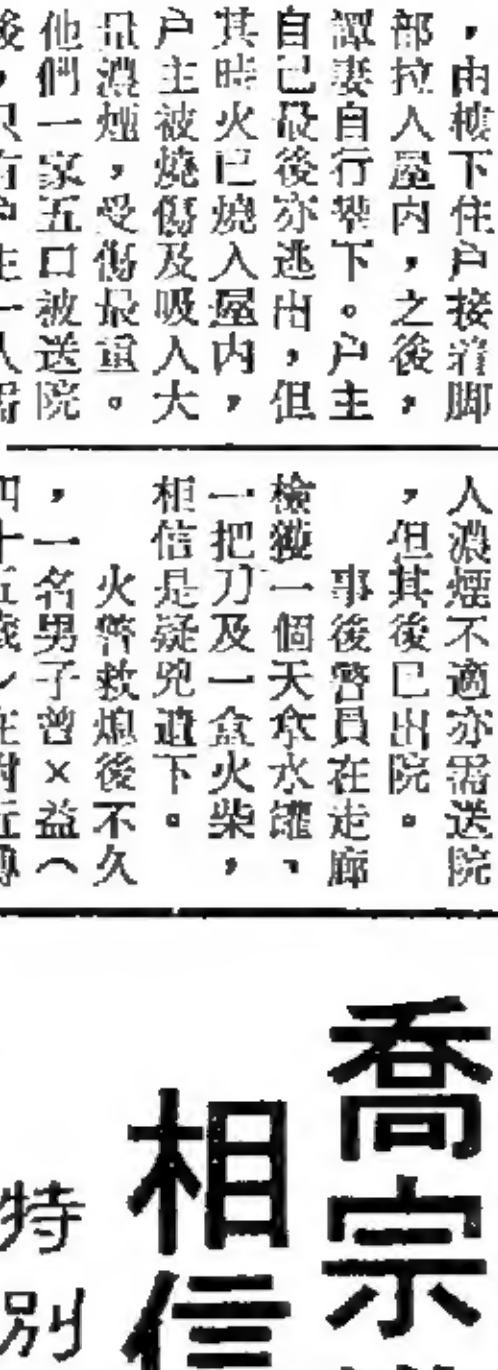 ，由樓下住戶接着脚
部拉入屋內，之後，
譚妻自行攀下。户主
自己最後亦逃出，但
其時火已燒入屋內，
户主被燒傷及吸入大
量濃煙，受傷最重。
他們一家五口被送院
後，只有户主一人需
人濃煙不適亦需送院
，但其後已出院。
事後警員在走廊
檢獲一個天拿水罐、
一把刀及一盒火柴，
相信是疑兇遺下。
火警救熄後不久
，一名男子曾×益（
四十五歲）在附近
喬宗
相信
特別